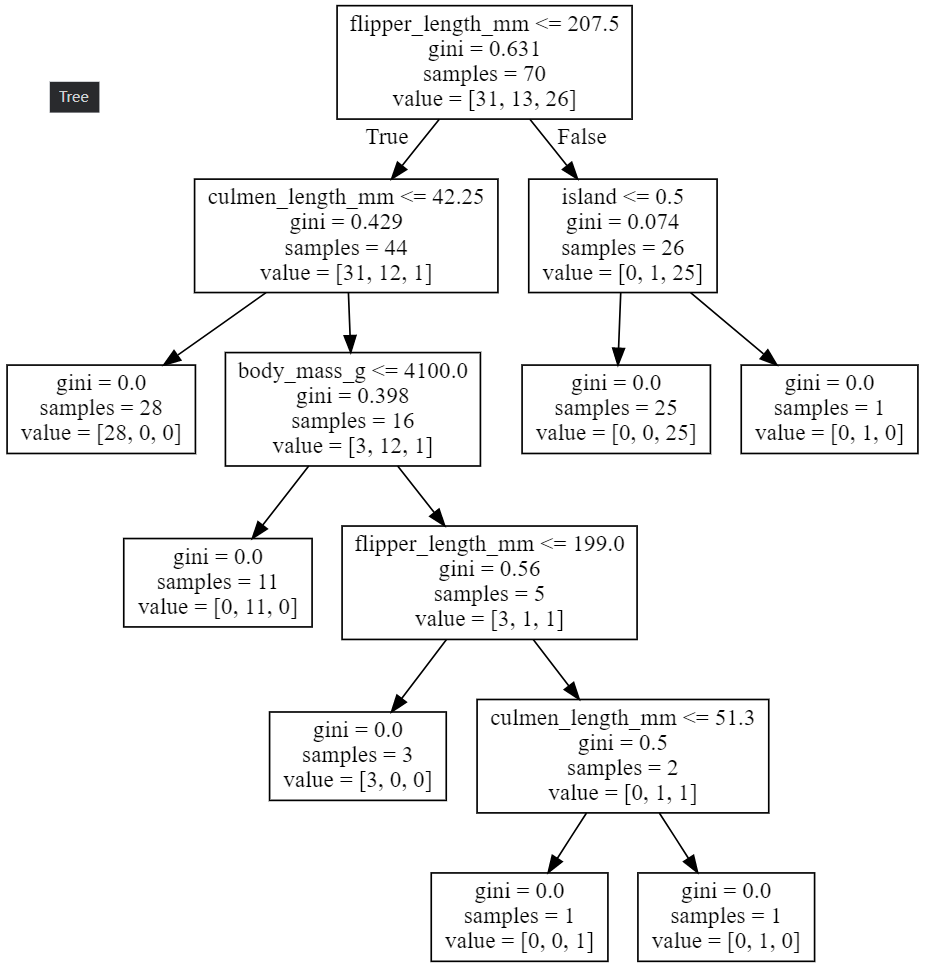 flipper_length_mm <= 207.5
gini = 0.631
samples = 70
value = [31, 13, 26]
Tree
True
False
culmen_length_mm <= 42.25
gini = 0.429
samples = 44
value = [31, 12, 1]
island <= 0.5
gini = 0.074
samples = 26
value = [0, 1, 25]
gini = 0.0
samples = 28
value = [28, 0, 0]
body_mass_g <= 4100.0
gini = 0.398
samples = 16
value = [3, 12, 1]
gini = 0.0
samples = 25
value = [0, 0, 25]
gini = 0.0
samples = 1
value = [0, 1, 0]
gini = 0.0
samples = 11
value = [0, 11, 0]
flipper_length_mm <= 199.0
gini = 0.56
samples = 5
value = [3, 1, 1]
gini = 0.0
samples = 3
value = [3, 0, 0]
culmen_length_mm <= 51.3
gini = 0.5
samples = 2
value = [0, 1, 1]
gini = 0.0
samples = 1
value = [0, 0, 1]
gini = 0.0
samples = 1
value = [0, 1, 0]